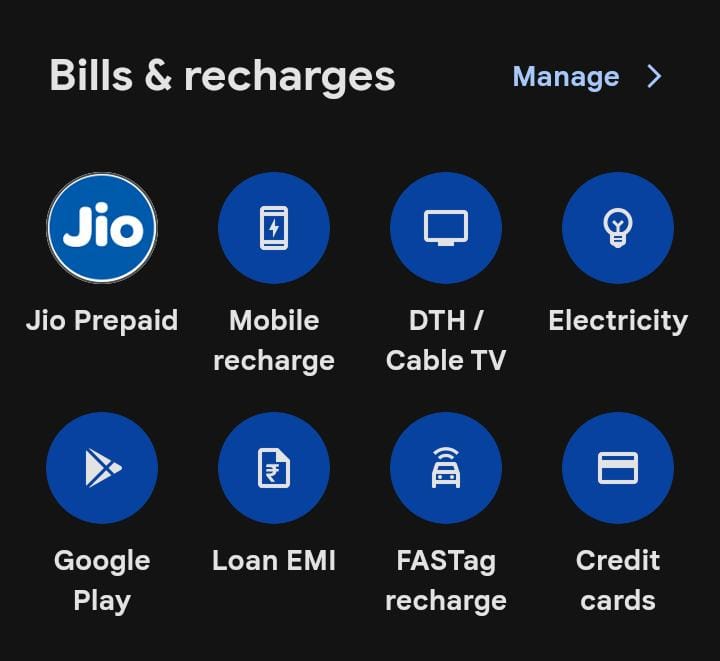 Bills & recharges
Manage
Jio
Jio Prepaid
Mobile
recharge
DTH /
Cable TV
Electricity
₹
Google
Play
Loan EMI
FASTag
recharge
Credit
cards